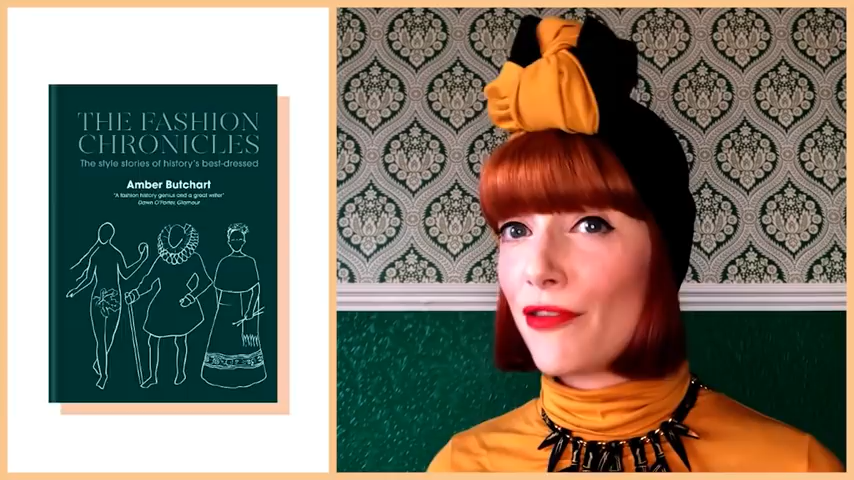 THE FASHION
CHRONICLES
The style stories of history's best-dressed
Amber Butchart
"A fashion history genius and a great writer"
Dawn O'Porter, Glamour